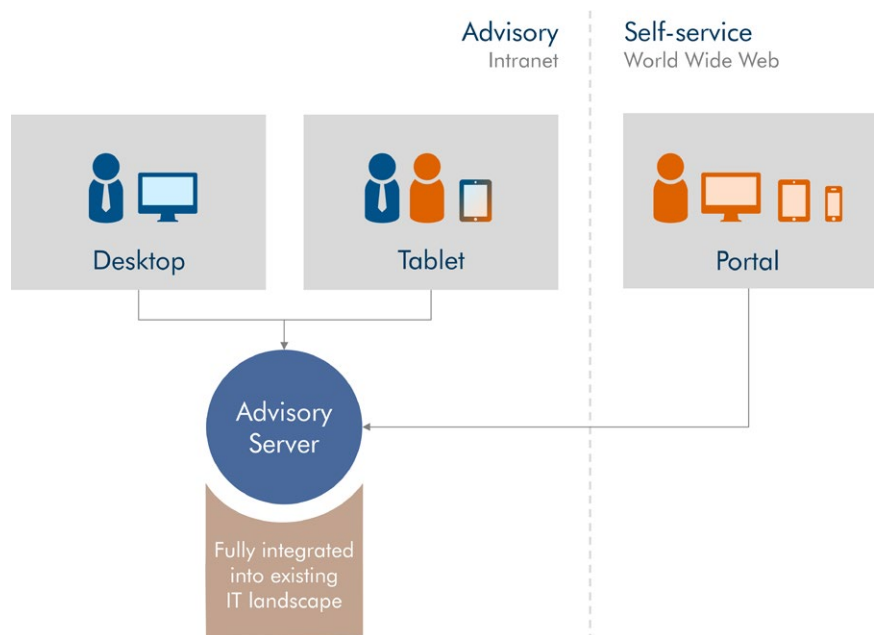 Advisory
Intranet
Self-service
World Wide Web
Desktop
Tablet
Portal
Advisory
Server
Fully integrated
into existing
IT landscape